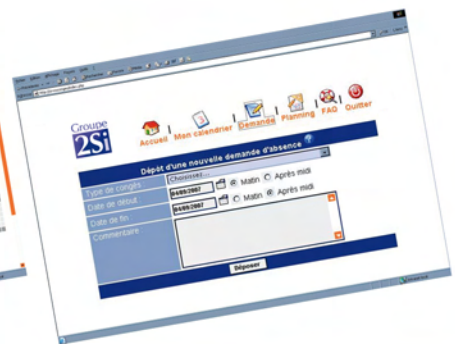 Groupe
2Si
Accueil
Mon calendrier
Demande
Planning
FAQ
Quitter
Dépôt d'une nouvelle demande d'absence
Type de congés
Choisissez...
Date de début
04/09/2007
Matin
Après midi
Date de fin
04/09/2007
Matin
Après midi
Commentaire
Déposer